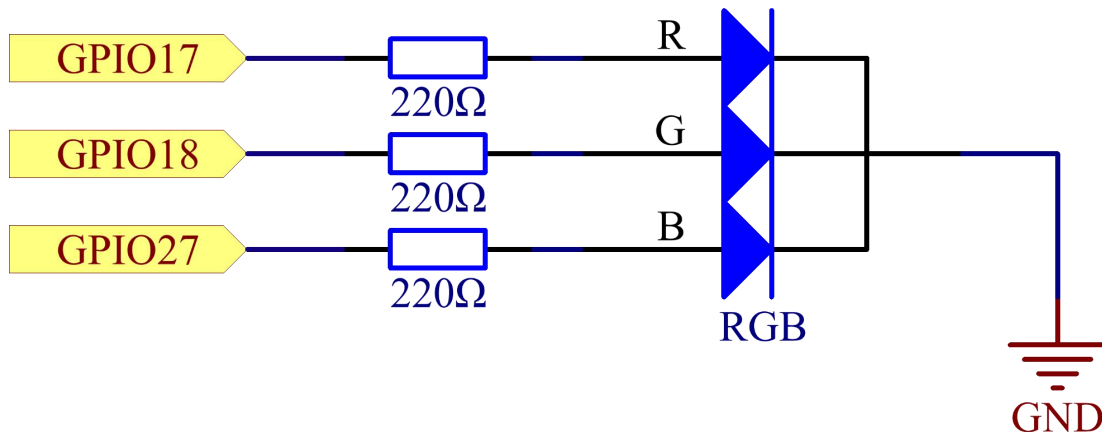 GPIO17
R
220Ω
GPIO18
G
220Ω
GPIO27
B
220Ω
RGB
GND